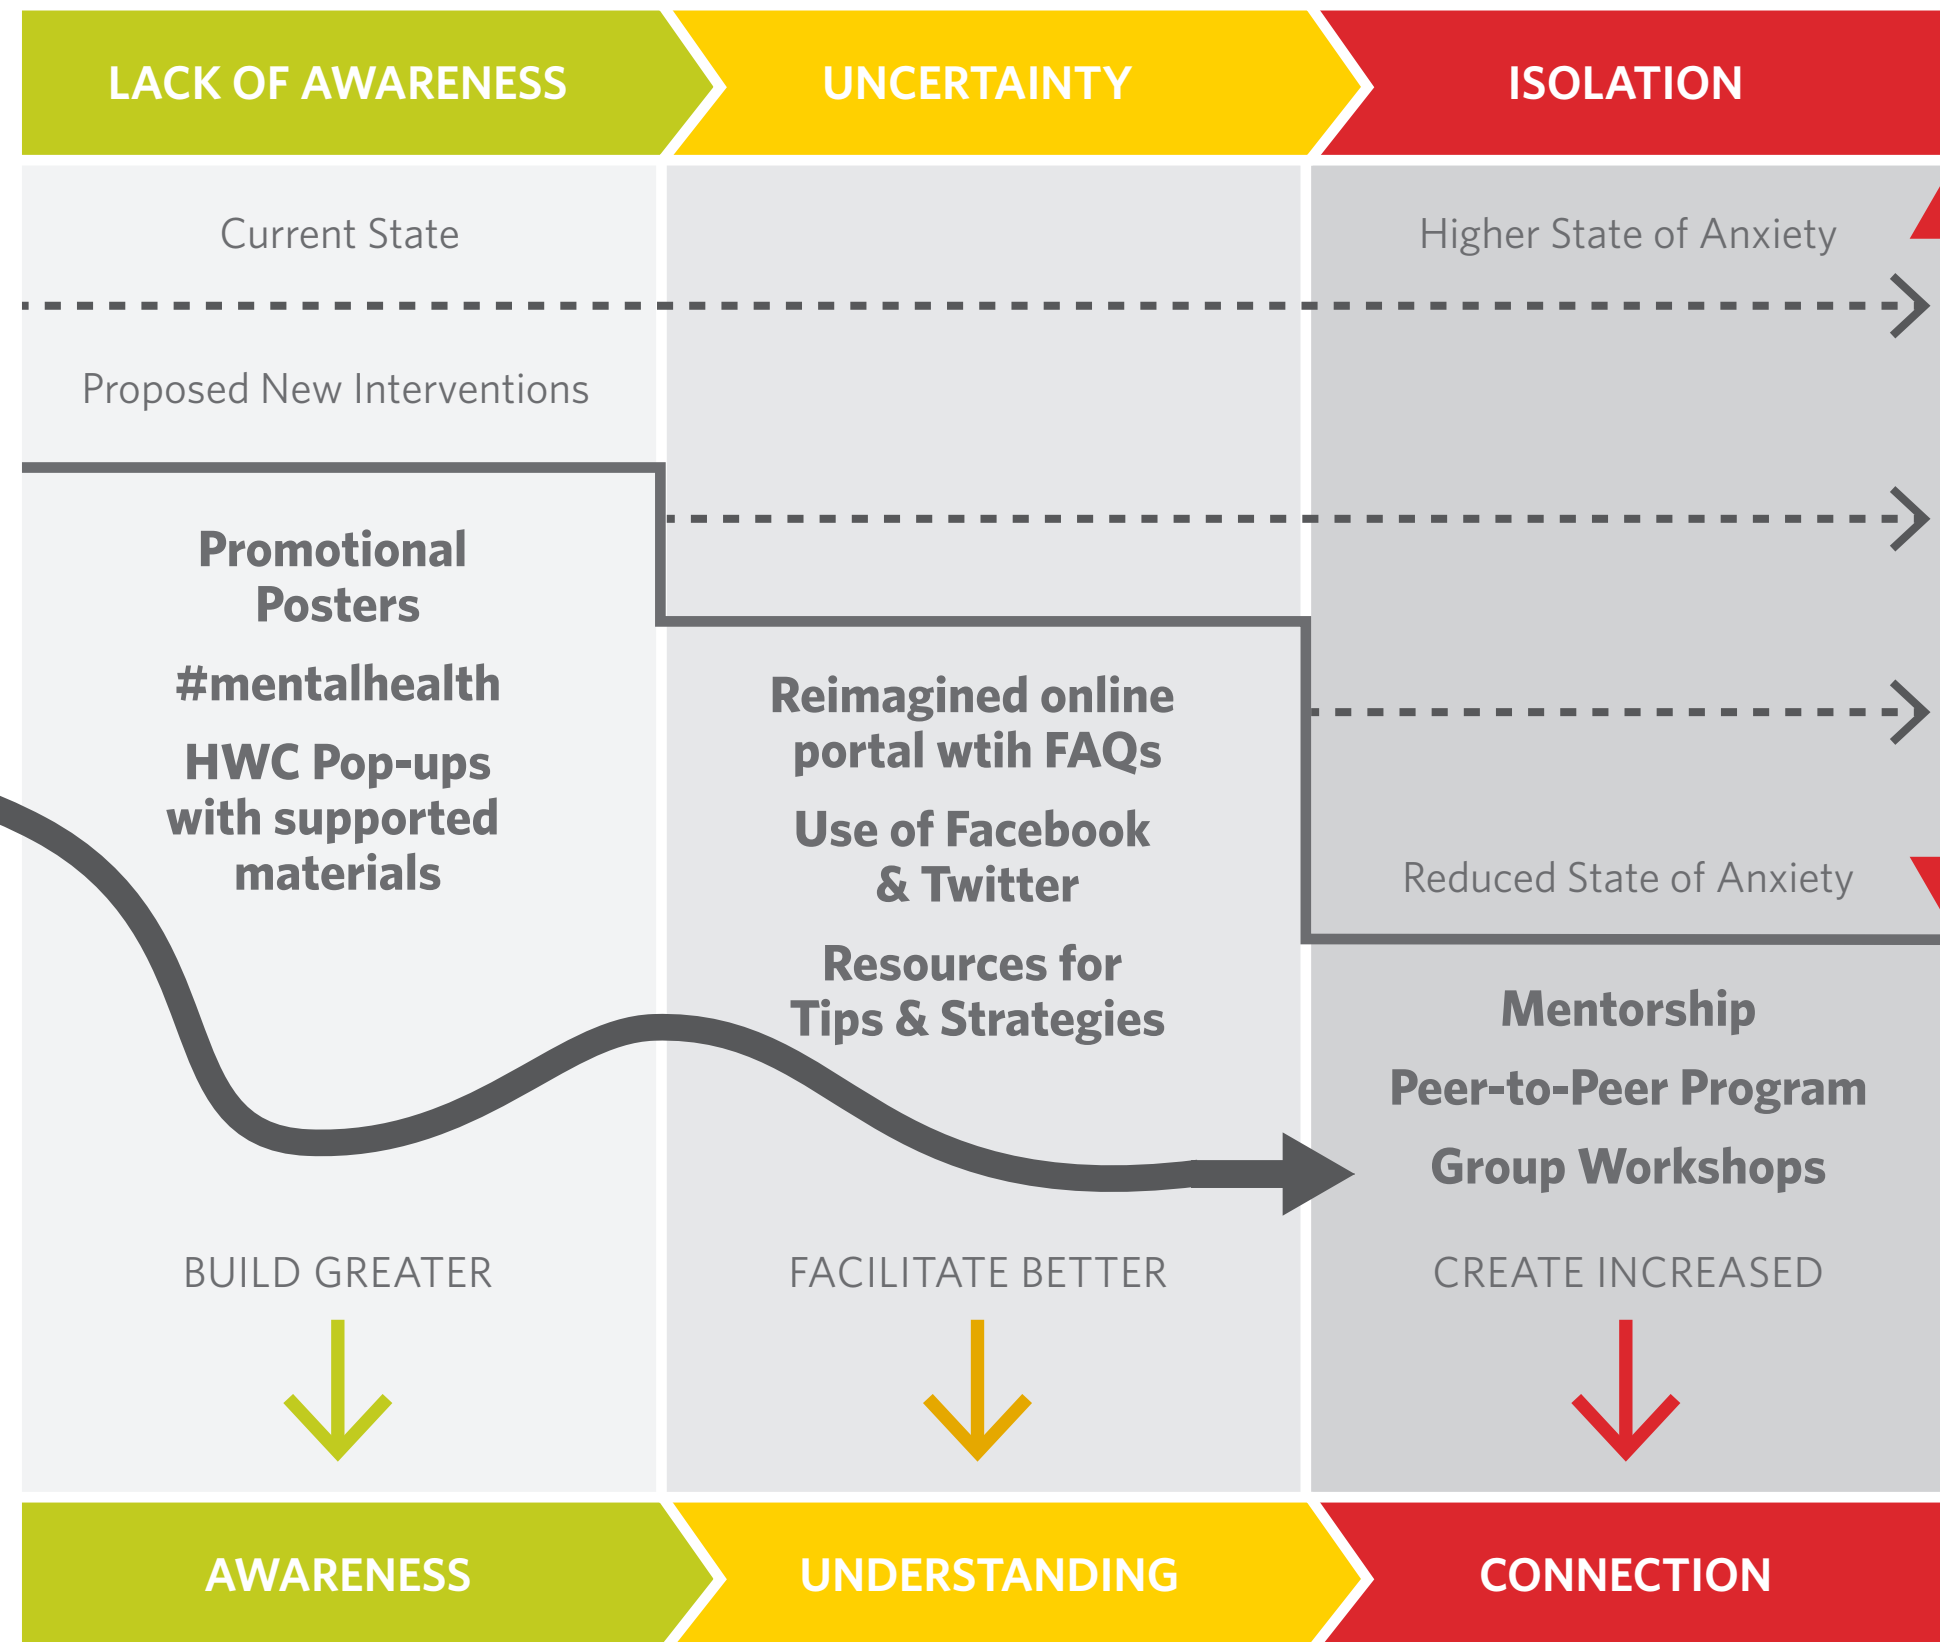 LACK OF AWARENESS
UNCERTAINTY
ISOLATION
Current State
Higher State of Anxiety
Proposed New Interventions
Promotional
Posters
#mentalhealth
HWC Pop-ups
with supported
materials
Reimagined online
portal wtih FAQs
Use of Facebook
& Twitter
Resources for
Tips & Strategies
Reduced State of Anxiety
Mentorship
Peer-to-Peer Program
Group Workshops
BUILD GREATER
FACILITATE BETTER
CREATE INCREASED
AWARENESS
UNDERSTANDING
CONNECTION